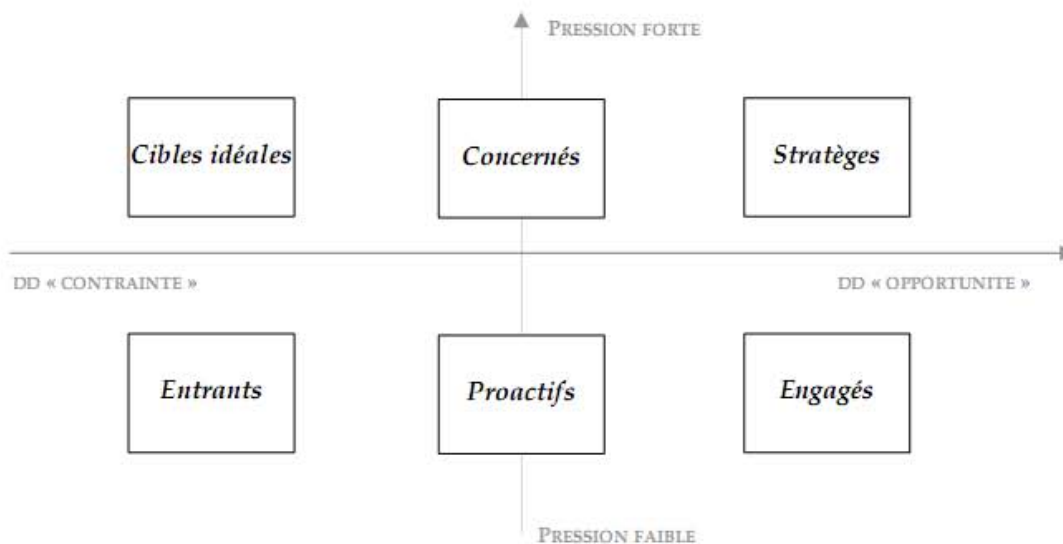 PRESSION FORTE
Cibles idéales
Concernés
Stratèges
DD « CONTRAINTE »
DD « OPPORTUNITE »
Entrants
Proactifs
Engagés
PRESSION FAIBLE